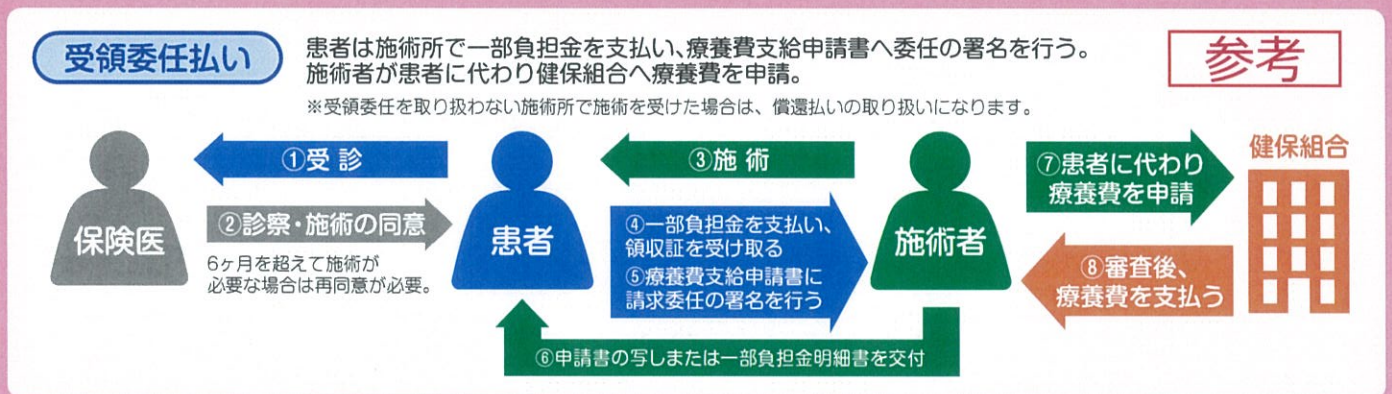 受領委任払い
患者は施術所で一部負担金を支払い、療養費支給申請書へ委任の署名を行う。
施術者が患者に代わり健保組合へ療養費を申請。
※受領委任を取り扱わない施術所で施術を受けた場合は、償還払いの取り扱いになります。
参考
①受診
③施術
⑦患者に代わり
療養費を申請
健保組合
保険医
②診察・施術の同意
6ヶ月を超えて施術が
必要な場合は再同意が必要。
患者
④一部負担金を支払い、
領収証を受け取る
⑤療養費支給申請書に
請求委任の署名を行う
施術者
⑧審査後、
療養費を支払う
⑥申請書の写しまたは一部負担金明細書を交付